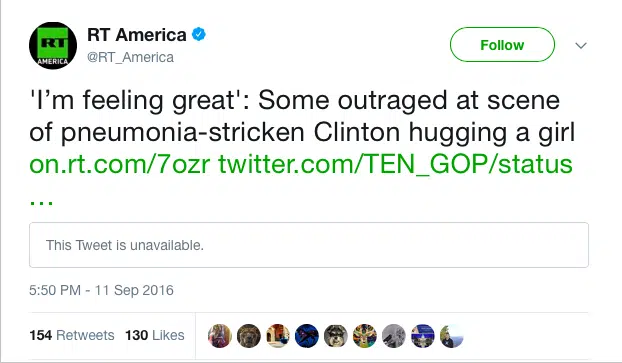 RT
AMERICA
RT America
@RT_America
Follow
'I’m feeling great': Some outraged at scene
of pneumonia-stricken Clinton hugging a girl
on.rt.com/7ozr twitter.com/TEN_GOP/status
...
This Tweet is unavailable.
5:50 PM - 11 Sep 2016
154 Retweets 130 Likes